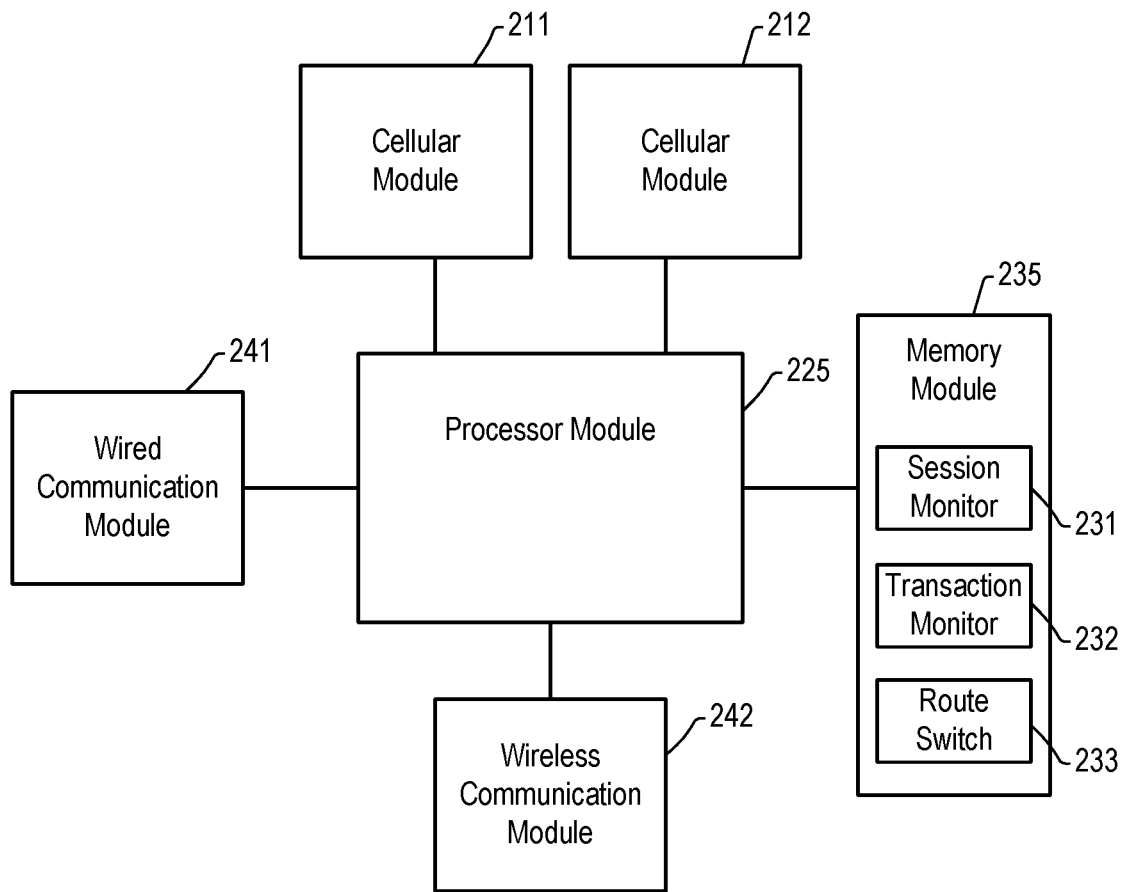 211
212
Cellular
Module
Cellular
Module
235
Memory
Module
241
225
Processor Module
Wired
Communication
Module
Session
Monitor
231
Transaction
Monitor
232
Route
Switch
233
242
Wireless
Communication
Module